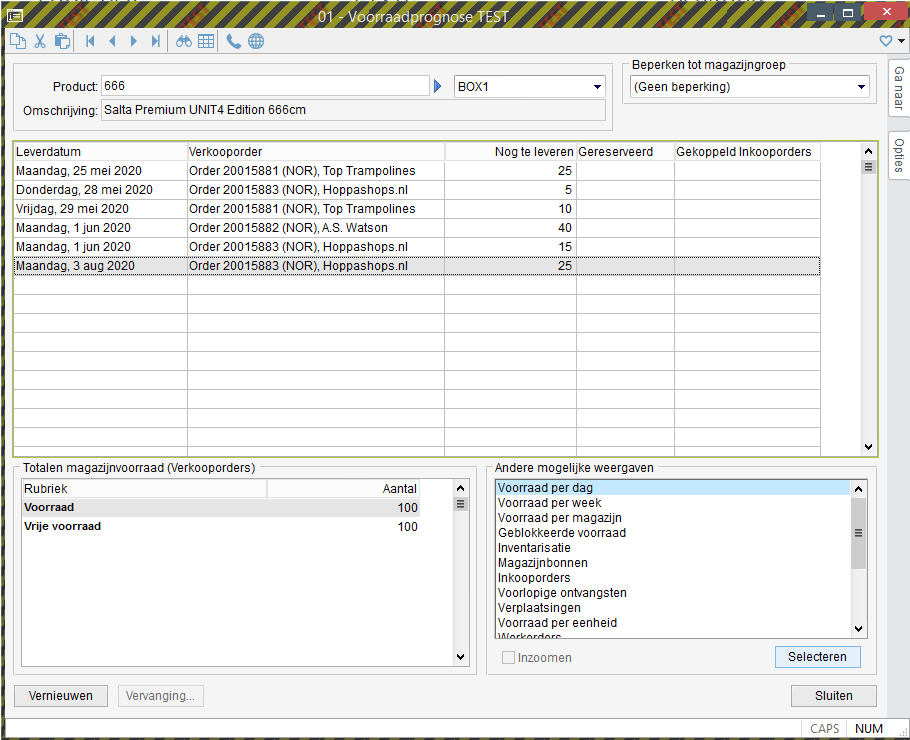 01 - Voorraadprognose TEST
Beperken tot magazijngroep
Product: 666 BOX1 (Geen beperking)
Omschrijving: Salta Premium UNIT4 Edition 666cm
Ga naar
Opties
Leverdatum Verkooporder Nog te leveren Gereserveerd Gekoppeld Inkooporders
Maandag, 25 mei 2020 Order 20015881 (NOR), Top Trampolines 25
Donderdag, 28 mei 2020 Order 20015883 (NOR), Hoppashops.nl 5
Vrijdag, 29 mei 2020 Order 20015881 (NOR), Top Trampolines 10
Maandag, 1 jun 2020 Order 20015882 (NOR), A.S. Watson 40
Maandag, 1 jun 2020 Order 20015883 (NOR), Hoppashops.nl 15
Maandag, 3 aug 2020 Order 20015883 (NOR), Hoppashops.nl 25
Totalen magazijnvoorraad (Verkooporders)
Rubriek Aantal
Voorraad 100
Vrije voorraad 100
Andere mogelijke weergaven
Voorraad per dag
Voorraad per week
Voorraad per magazijn
Geblokkeerde voorraad
Inventarisatie
Magazijnbonnen
Inkooporders
Voorlopige ontvangsten
Verplaatsingen
Voorraad per eenheid
Werkorders
Inzoomen Selecteren
Vernieuwen Vervanging... Sluiten
CAPS NUM